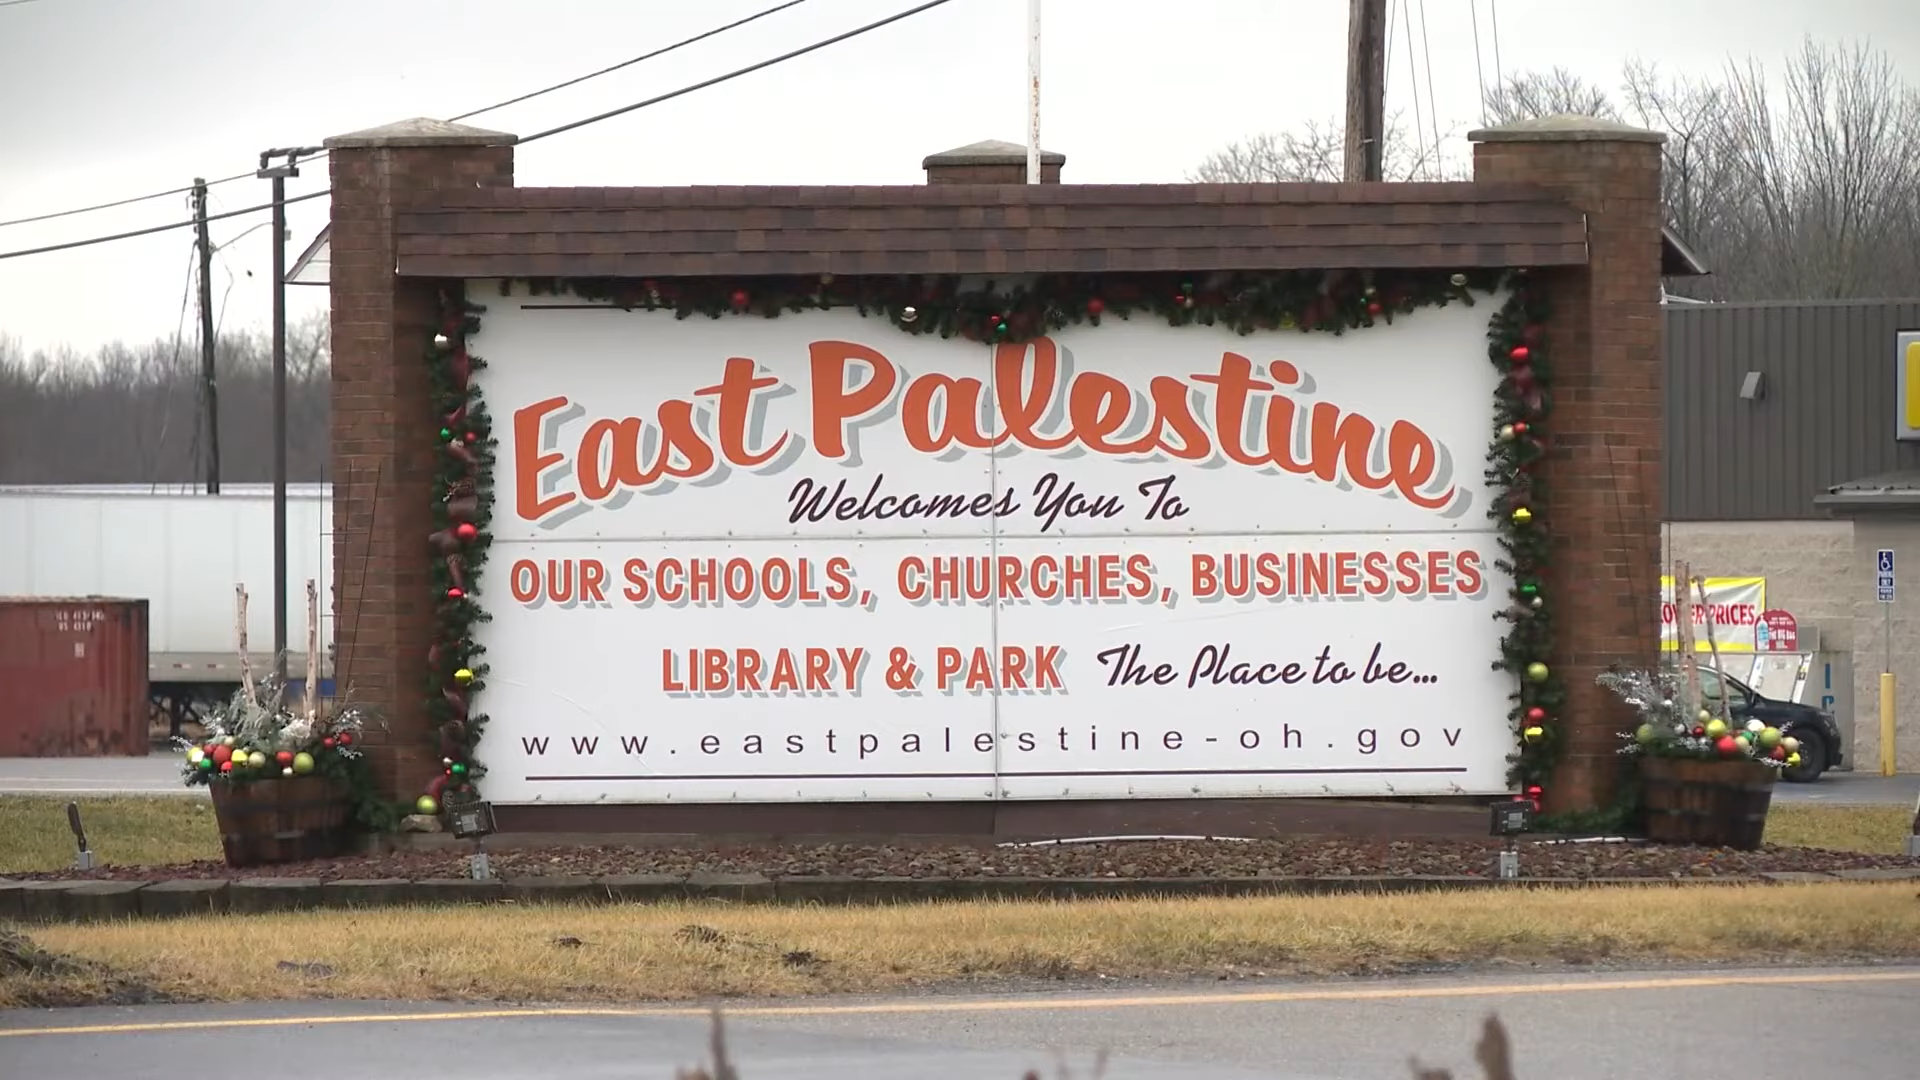 East Palestine
Welcomes You To
OUR SCHOOLS, CHURCHES, BUSINESSES
LIBRARY & PARK The Place to be...
www.eastpalestine-oh.gov
PRICES